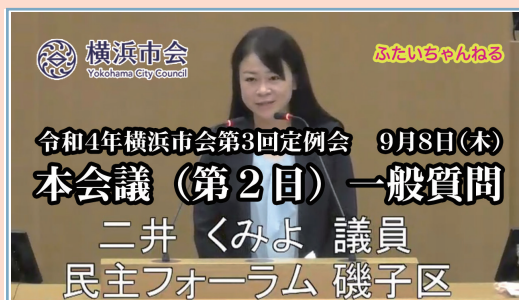 横浜市会
Yokohama City Council
ふたいちゃんねる
令和4年横浜市会第3回定例会　9月8日(木)
本会議（第２日）一般質問
二井 くみよ 議員
民主フォーラム 磯子区